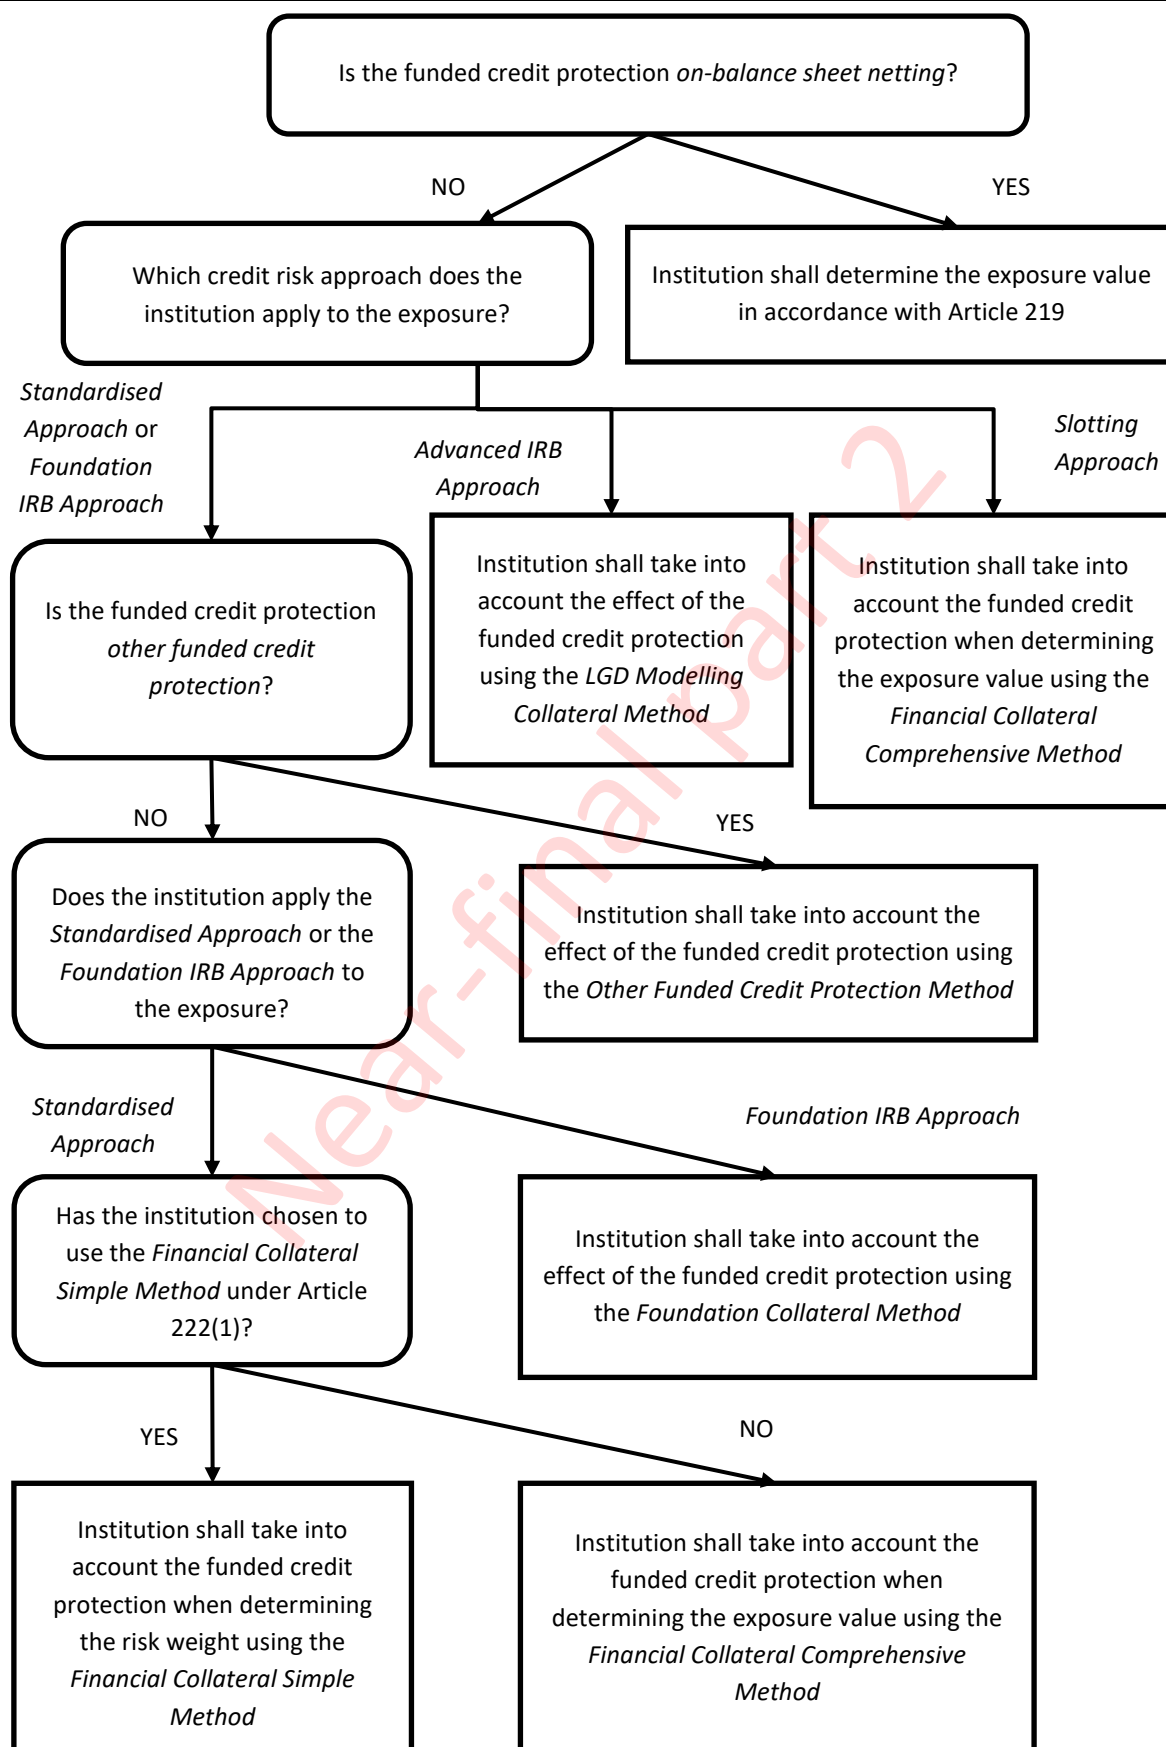 Is the funded credit protection on-balance sheet netting?
NO
YES
Which credit risk approach does the
institution apply to the exposure?
Institution shall determine the exposure value
in accordance with Article 219
Standardised
Approach or
Foundation
IRB Approach
Advanced IRB
Approach
Slotting
Approach
Is the funded credit protection
other funded credit
protection?
Institution shall take into
account the effect of the
funded credit protection
using the LGD Modelling
Collateral Method
Institution shall take into
account the funded credit
protection when determining
the exposure value using the
Financial Collateral
Comprehensive Method
NO
YES
Does the institution apply the
Standardised Approach or the
Foundation IRB Approach to
the exposure?
Institution shall take into account the
effect of the funded credit protection using
the Other Funded Credit Protection Method
Standardised
Approach
Foundation IRB Approach
Has the institution chosen to
use the Financial Collateral
Simple Method under Article
222(1)?
Institution shall take into account the
effect of the funded credit protection using
the Foundation Collateral Method
YES
NO
Institution shall take into
account the funded credit
protection when determining
the risk weight using the
Financial Collateral Simple
Method
Institution shall take into account the
funded credit protection when
determining the exposure value using the
Financial Collateral Comprehensive
Method
Near-final part 2